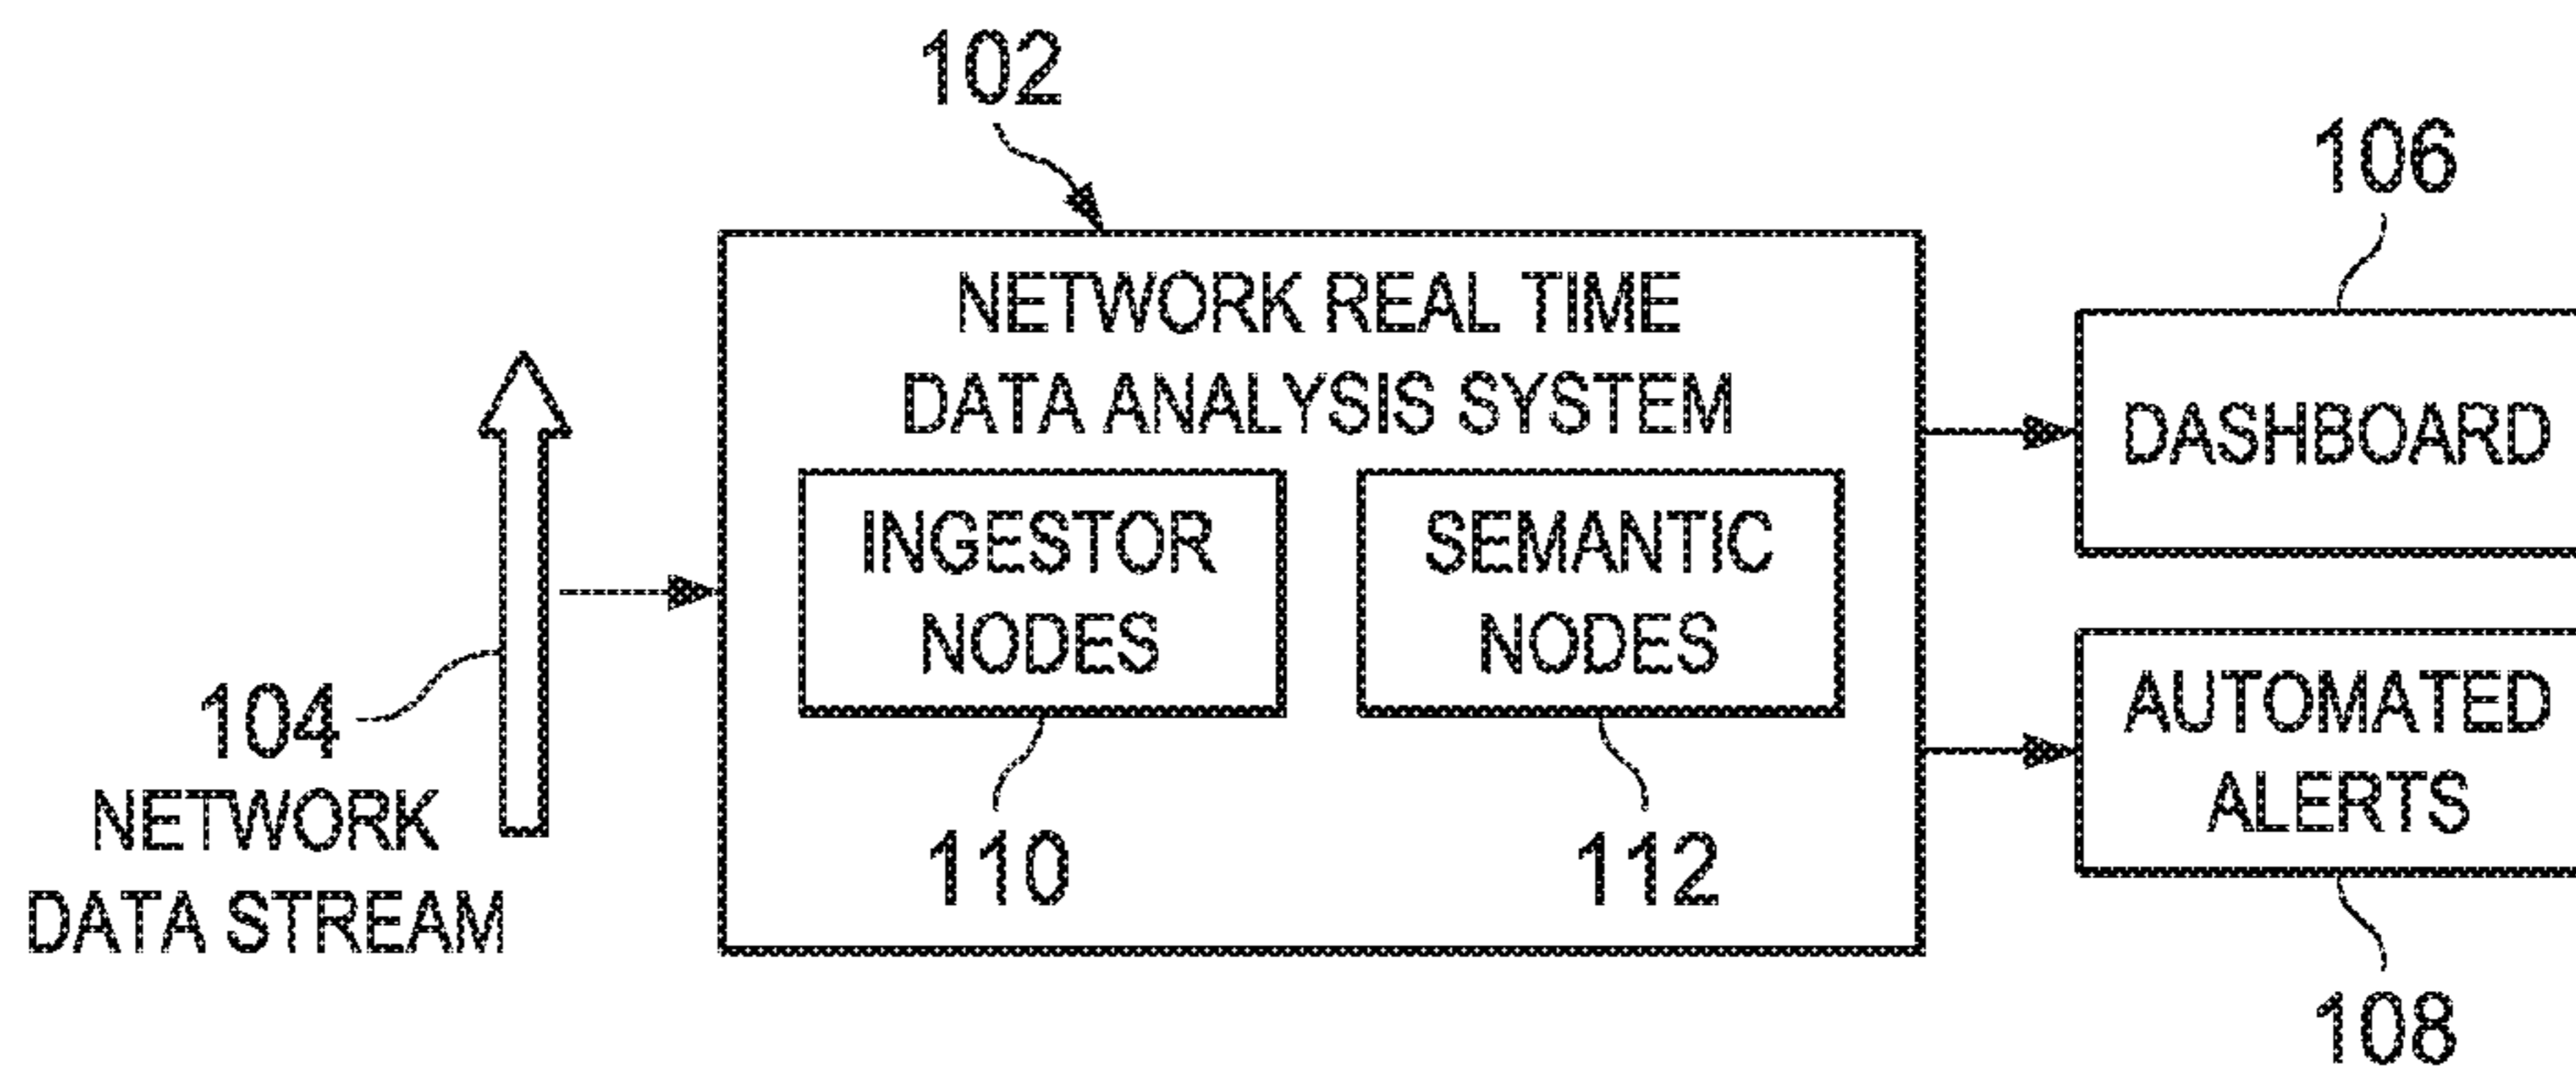 102
106
NETWORK REAL TIME
DATA ANALYSIS SYSTEM
DASHBOARD
INGESTOR
NODES
SEMANTIC
NODES
104
NETWORK
DATA STREAM
AUTOMATED
ALERTS
110
112
108